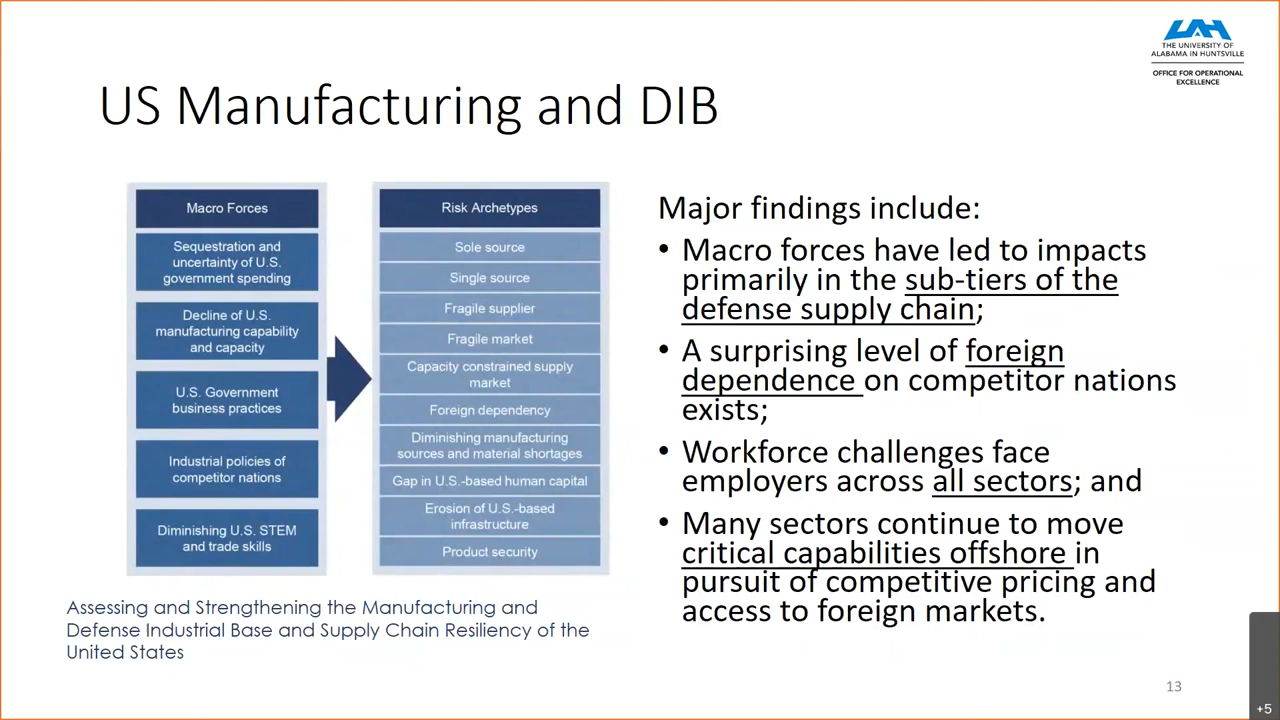 UAH
THE UNIVERSITY OF
ALABAMA IN HUNTSVILLE
OFFICE FOR OPERATIONAL
EXCELLENCE
US Manufacturing and DIB
Macro Forces
Sequestration and
uncertainty of U.S.
government spending
Decline of U.S.
manufacturing capability
and capacity
U.S. Government
business practices
Industrial policies of
competitor nations
Diminishing U.S. STEM
and trade skills
Risk Archetypes
Sole source
Single source
Fragile supplier
Fragile market
Capacity constrained supply
market
Foreign dependency
Diminishing manufacturing
sources and material shortages
Gap in U.S.-based human capital
Erosion of U.S.-based
infrastructure
Product security
Assessing and Strengthening the Manufacturing and
Defense Industrial Base and Supply Chain Resiliency of the
United States
Major findings include:
• Macro forces have led to impacts
primarily in the sub-tiers of the
defense supply chain;
• A surprising level of foreign
dependence on competitor nations
exists;
• Workforce challenges face
employers across all sectors; and
• Many sectors continue to move
critical capabilities offshore in
pursuit of competitive pricing and
access to foreign markets.
13
+5